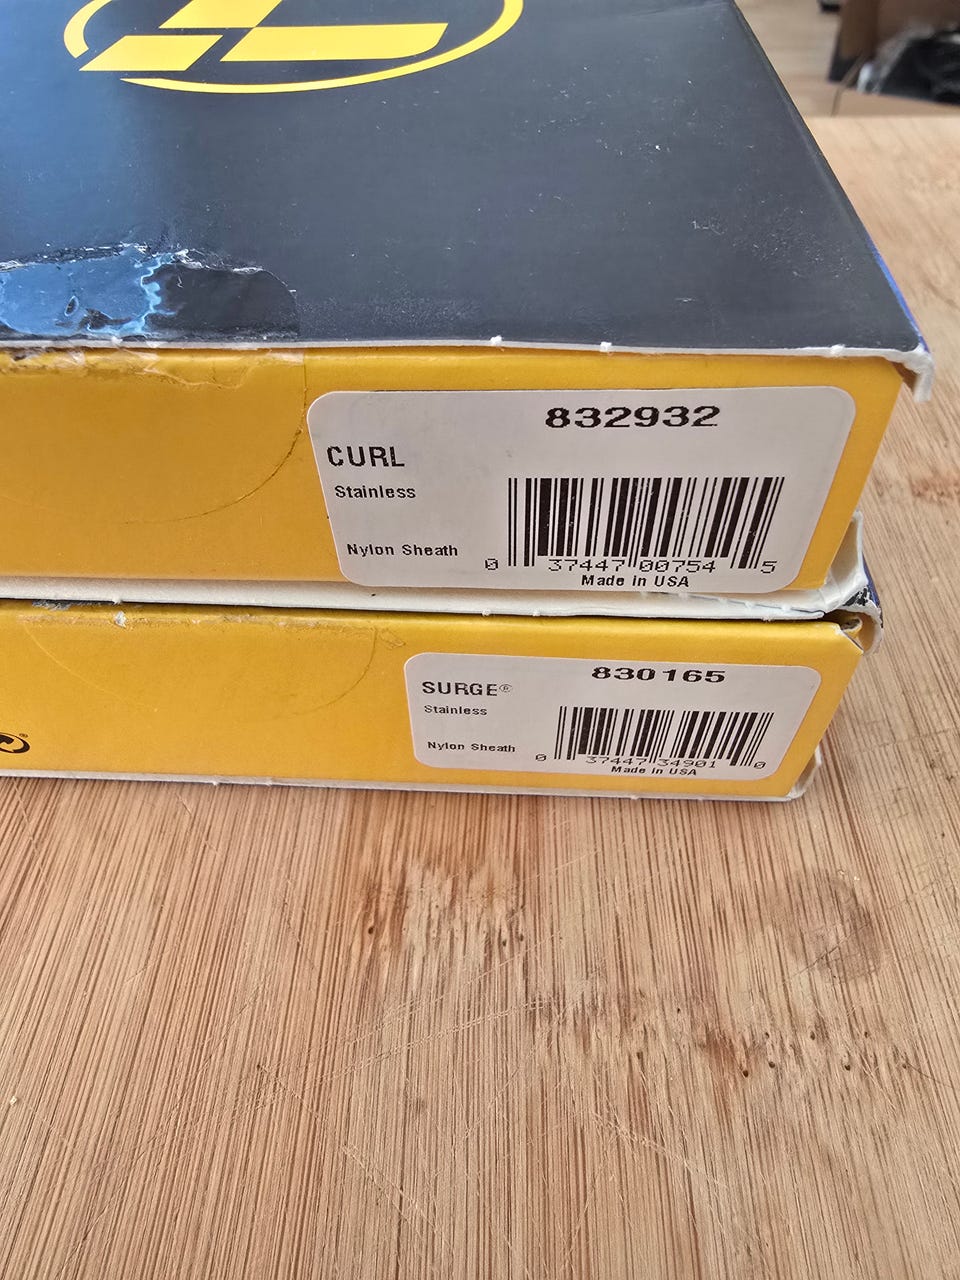 832932
CURL
Stainless
Nylon Sheath
0 37447 00754 5
Made in USA
830165
SURGE®
Stainless
Nylon Sheath
0 37447 34901 0
Made in USA